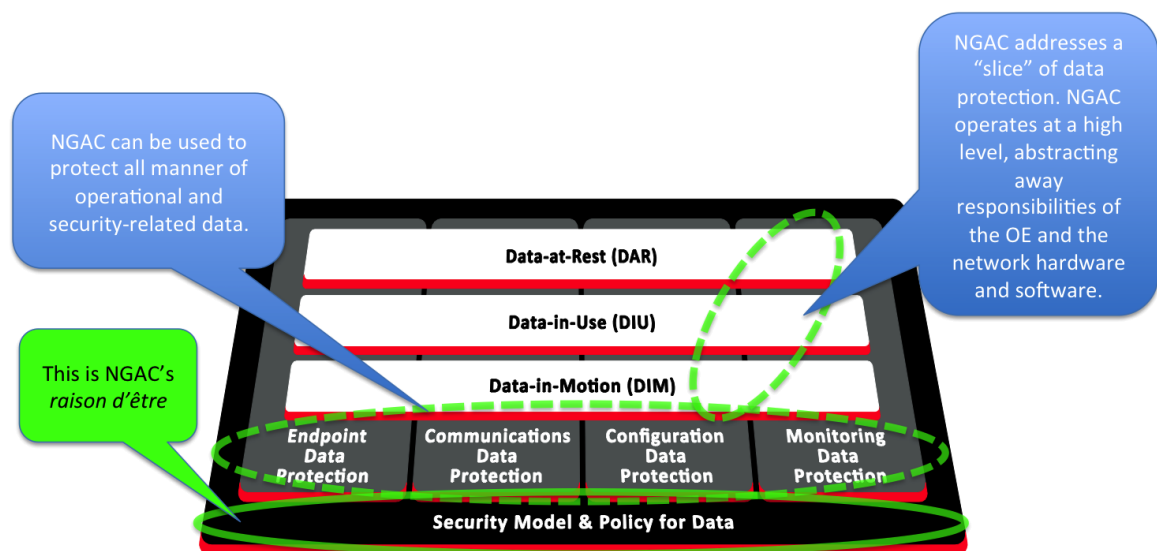 NGAC addresses a
“slice” of data
protection. NGAC
operates at a high
level, abstracting
away
responsibilities of
the OE and the
network hardware
and software.
NGAC can be used to
protect all manner of
operational and
security-related data.
This is NGAC’s
raison d’être
Data-at-Rest (DAR)
Data-in-Use (DIU)
Data-in-Motion (DIM)
Endpoint
Data
Protection
Communications
Data
Protection
Configuration
Data
Protection
Monitoring
Data
Protection
Security Model & Policy for Data